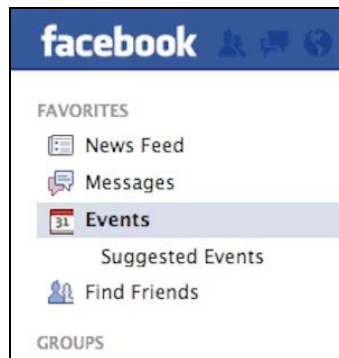 facebook
FAVORITES
News Feed
Messages
31 Events
Suggested Events
Find Friends
GROUPS